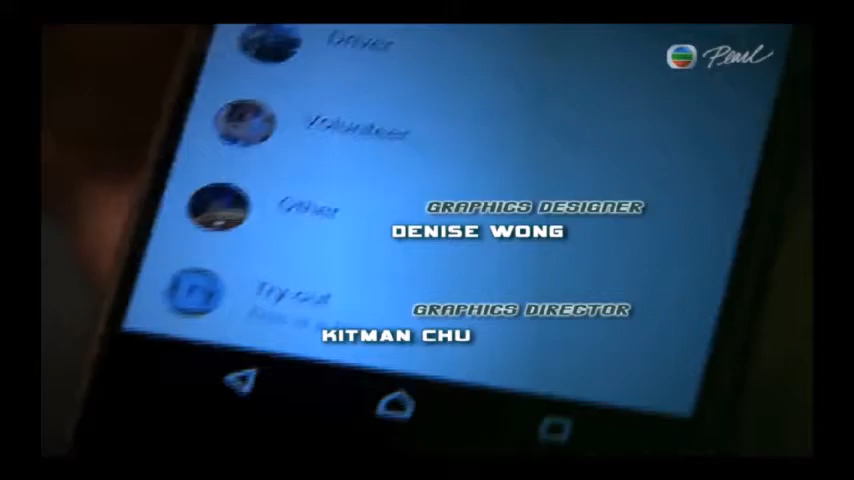 Driver
Pearl
Volunteer
Other
GRAPHICS DESIGNER
DENISE WONG
Try out
GRAPHICS DIRECTOR
KITMAN CHU